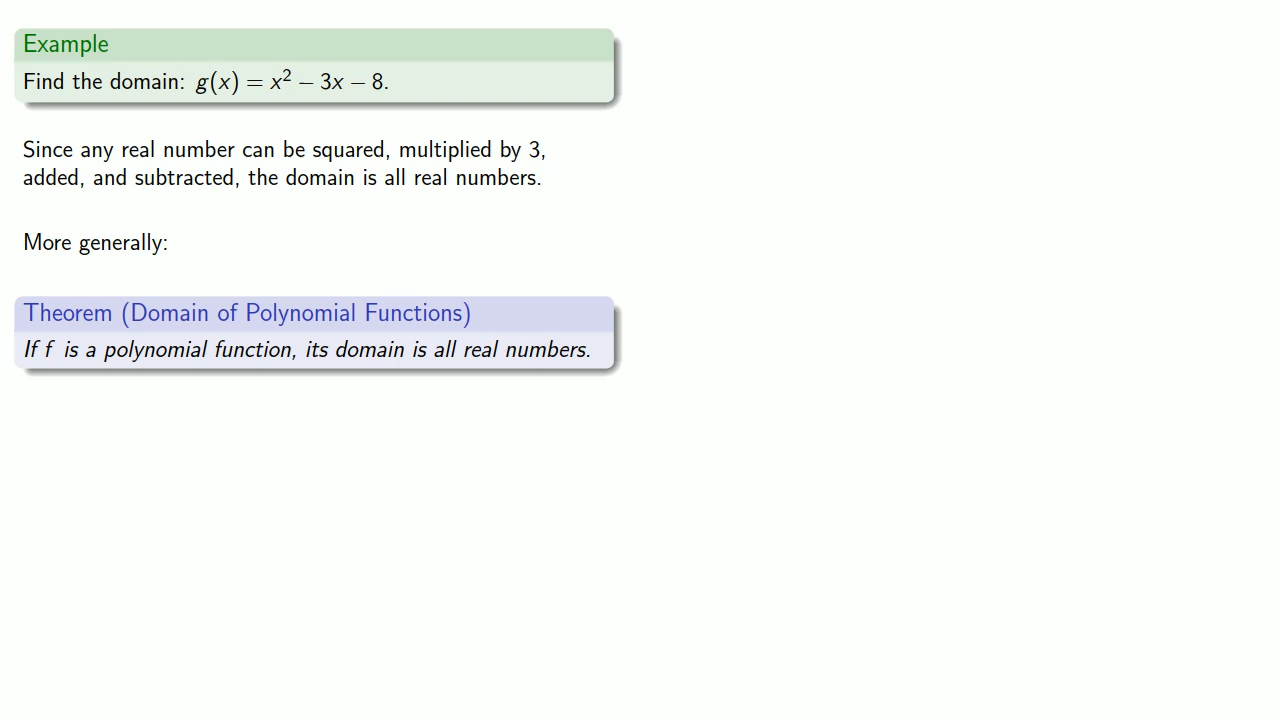 Example
Find the domain: g(x) = x² − 3x − 8.
Since any real number can be squared, multiplied by 3,
added, and subtracted, the domain is all real numbers.
More generally:
Theorem (Domain of Polynomial Functions)
If f is a polynomial function, its domain is all real numbers.